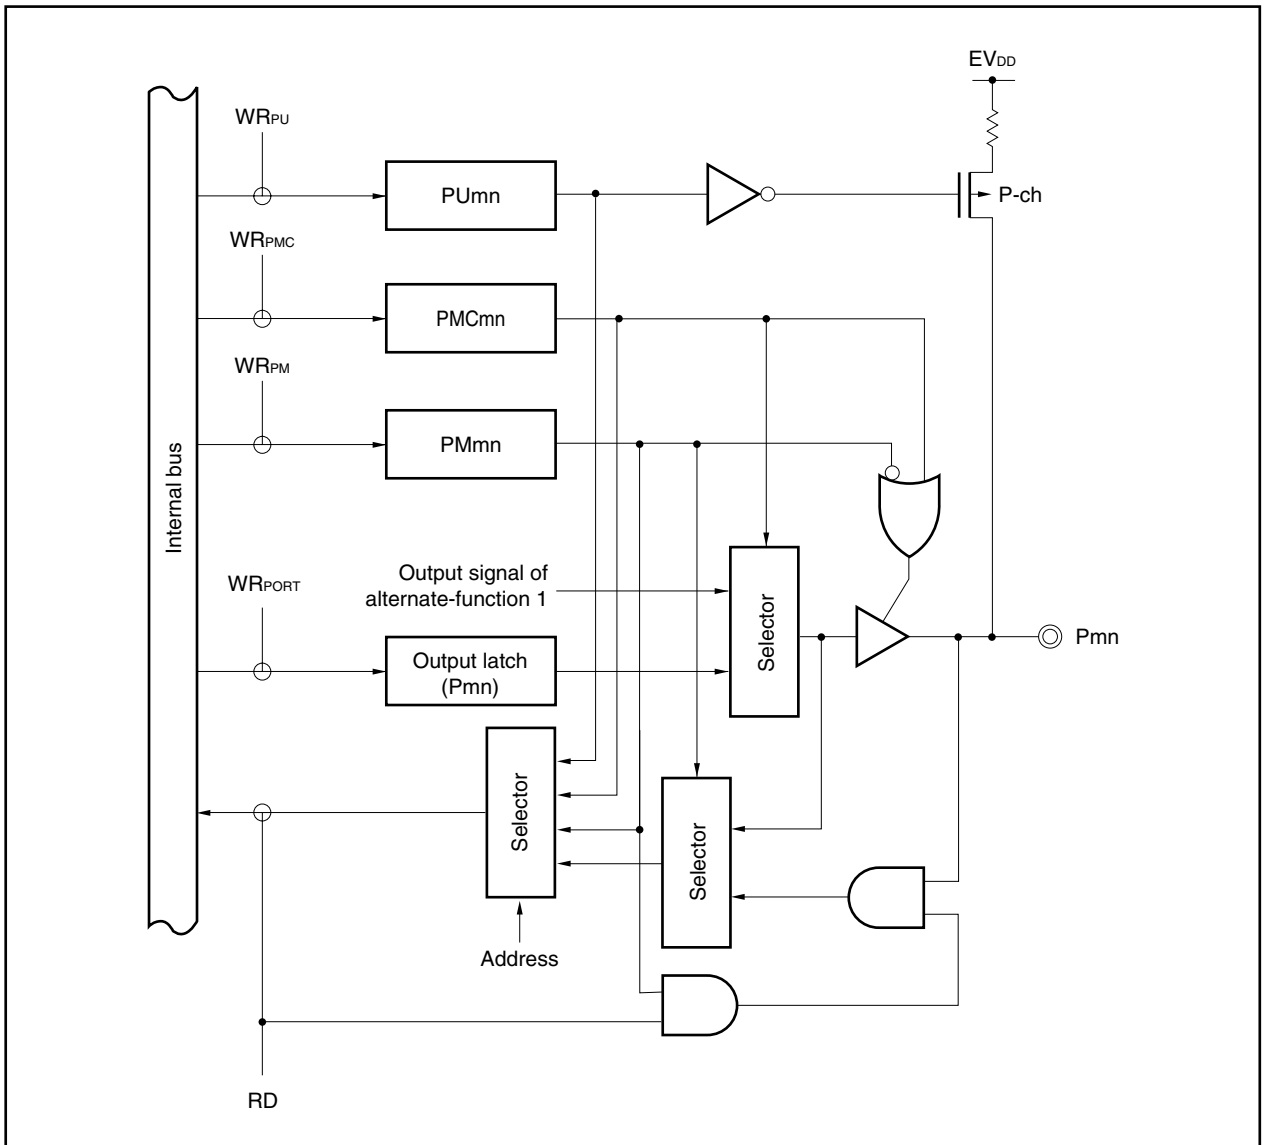 EVDD
WRPU
PUmn
P-ch
WRPMC
PMCmn
WRPM
PMmn
Internal bus
Output signal of
alternate-function 1
WRPORT
Selector
Output latch
(Pmn)
Pmn
Selector
Selector
Address
RD